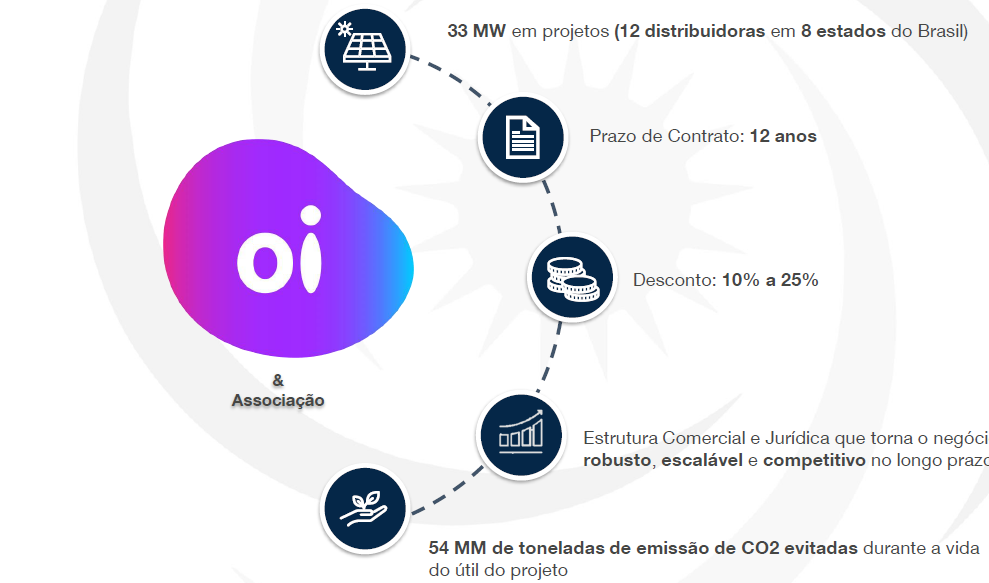 33 MW em projetos (12 distribuidoras em 8 estados do Brasil)
Prazo de Contrato: 12 anos
oi
Desconto: 10% a 25%
&
Associação
Estrutura Comercial e Jurídica que torna o negóci
robusto, escalável e competitivo no longo prazo
54 MM de toneladas de emissão de CO2 evitadas durante a vida
do útil do projeto